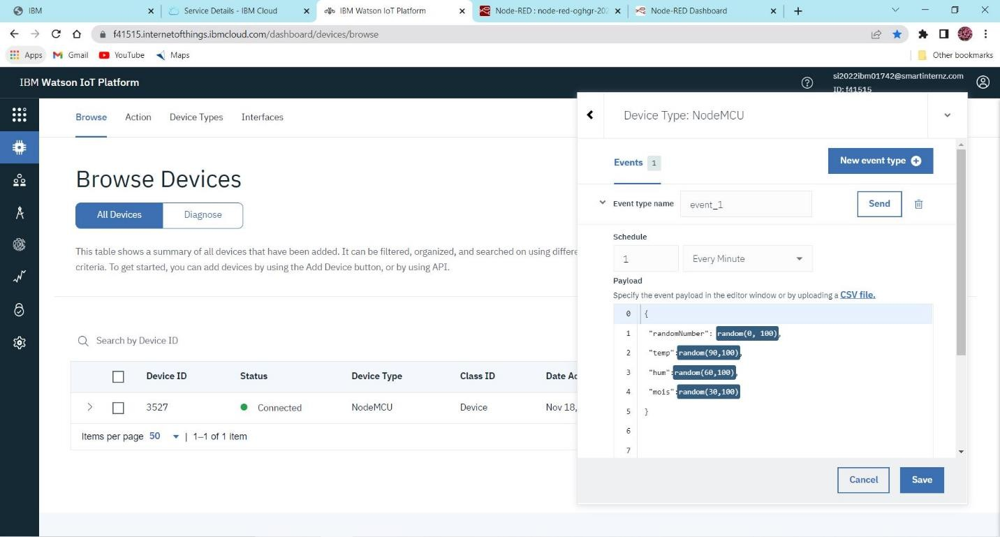 IBM
Service Details - IBM Cloud
IBM Watson IoT Platform
Node-RED : node-red-oghgr-202
Node-RED Dashboard
f41515.internetofthings.ibmcloud.com/dashboard/devices/browse
Apps
Gmail
YouTube
Maps
Other bookmarks
IBM Watson IoT Platform
si2022ibm01742@smartinternz.com
ID: f41515
Browse
Action
Device Types
Interfaces
Browse Devices
All Devices
Diagnose
This table shows a summary of all devices that have been added. It can be filtered, organized, and searched on using differe
criteria. To get started, you can add devices by using the Add Device button, or by using API.
Search by Device ID
Device ID Status Device Type Class ID Date Ac
3527 Connected NodeMCU Device Nov 18,
Items per page 50 | 1–1 of 1 item
Device Type: NodeMCU
Events 1
New event type
Event type name event_1 Send
Schedule
1 Every Minute
Payload
Specify the event payload in the editor window or by uploading a CSV file.
0 {
1 "randomNumber": random(0, 100),
2 "temp":random(90,100),
3 "hum":random(60,100),
4 "mois":random(30,100)
5 }
6
7
Cancel
Save